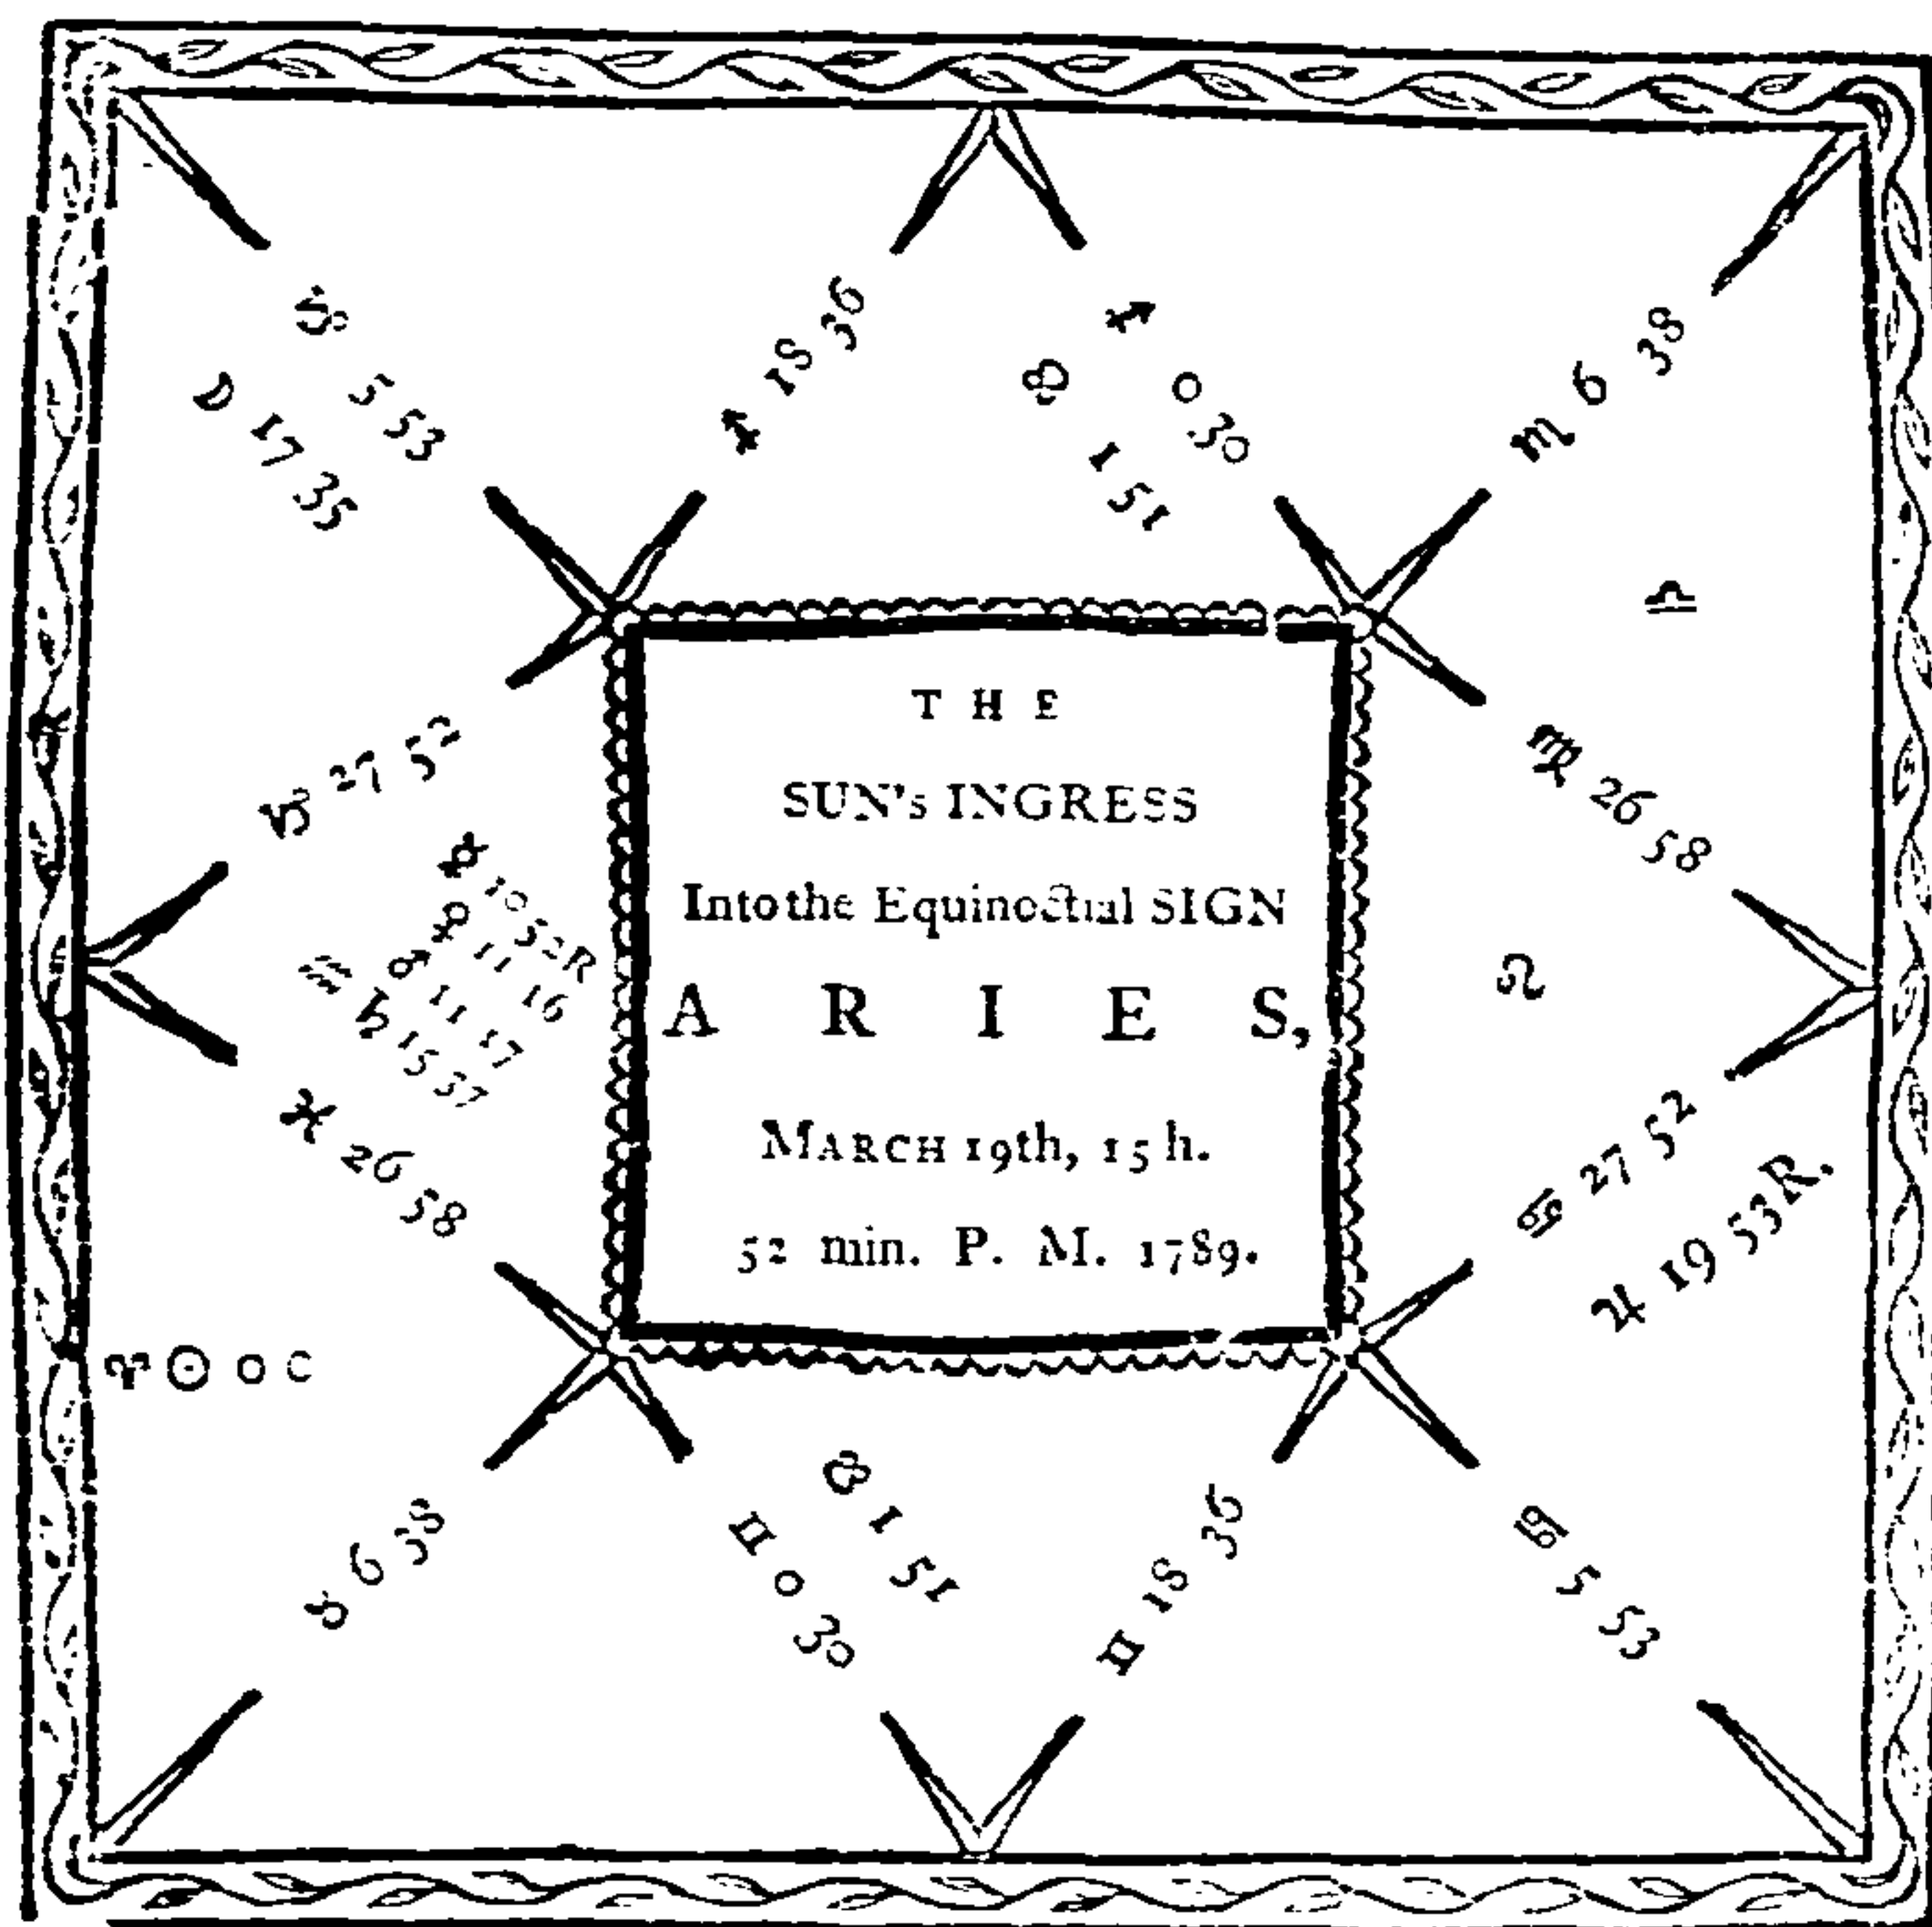 THE
SUN's INGRESS
Into the Equinoctial SIGN
ARIES,
MARCH 19th, 15 h.
52 min. P. M. 1789.
♑ 5 53
☽ 17 35
♐ 18 36
♐ 0 30
☋ 1 51
♏ 6 38
♎
♍ 26 58
♌
♋ 27 52
♃ 19 53 R.
♋ 5 53
♊ 18 36
☊ 1 51
♊ 0 30
♉ 6 38
♈ ☉ 0 0
♓ 26 58
♑ 27 52
10 52 R
♀ 11 16
♂ 11 27
♒
♄ 15 37